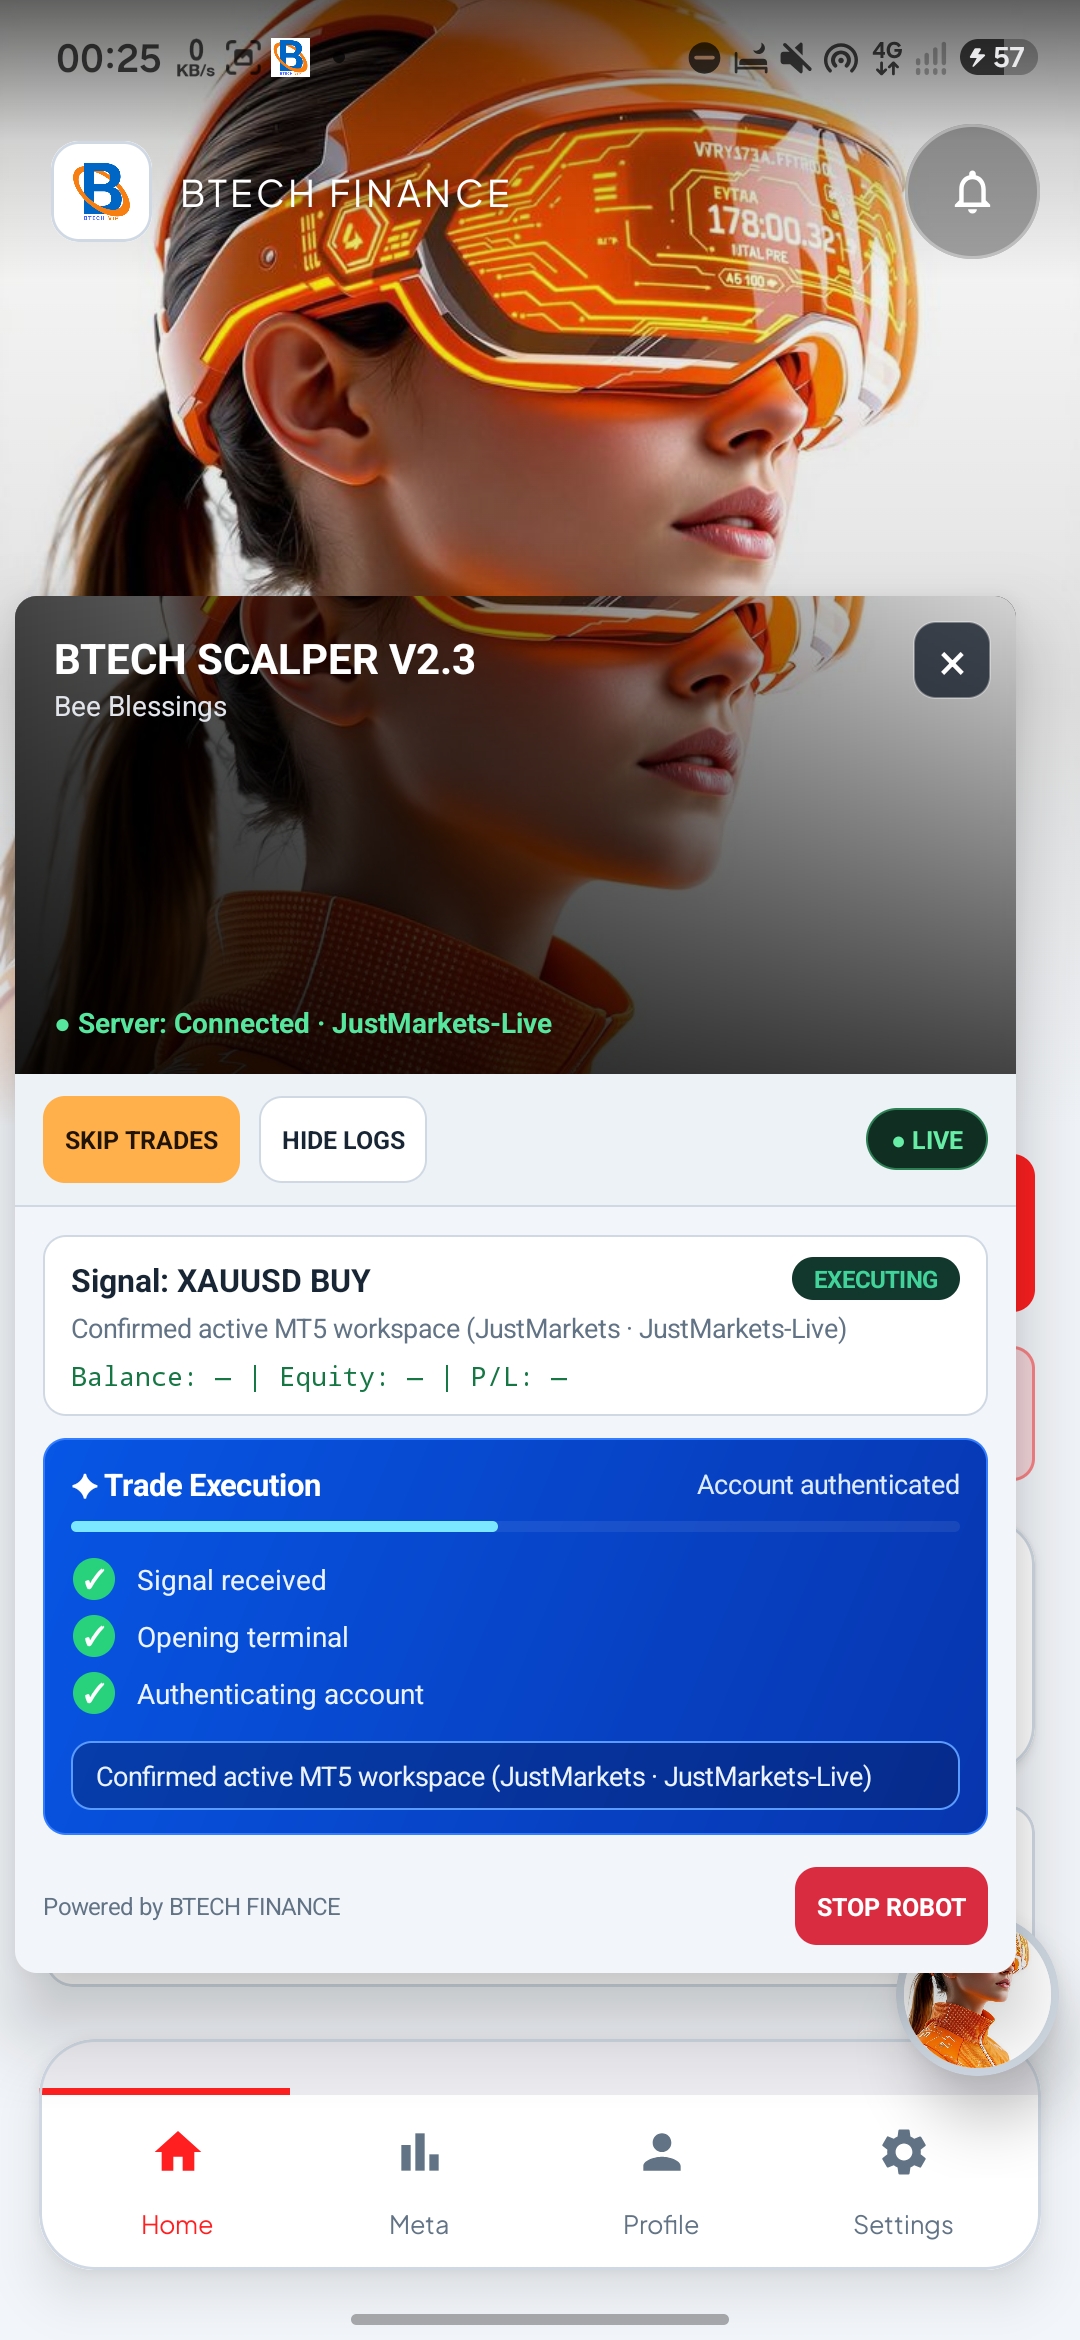 00:25
0
KB/s
4G
57
B
BTECH FINANCE
EYTAA
178:00.32
BTECH SCALPER V2.3
Bee Blessings
● Server: Connected · JustMarkets-Live
SKIP TRADES
HIDE LOGS
● LIVE
Signal: XAUUSD BUY
EXECUTING
Confirmed active MT5 workspace (JustMarkets · JustMarkets-Live)
Balance: — | Equity: — | P/L: —
✦ Trade Execution
Account authenticated
Signal received
Opening terminal
Authenticating account
Confirmed active MT5 workspace (JustMarkets · JustMarkets-Live)
Powered by BTECH FINANCE
STOP ROBOT
Home
Meta
Profile
Settings